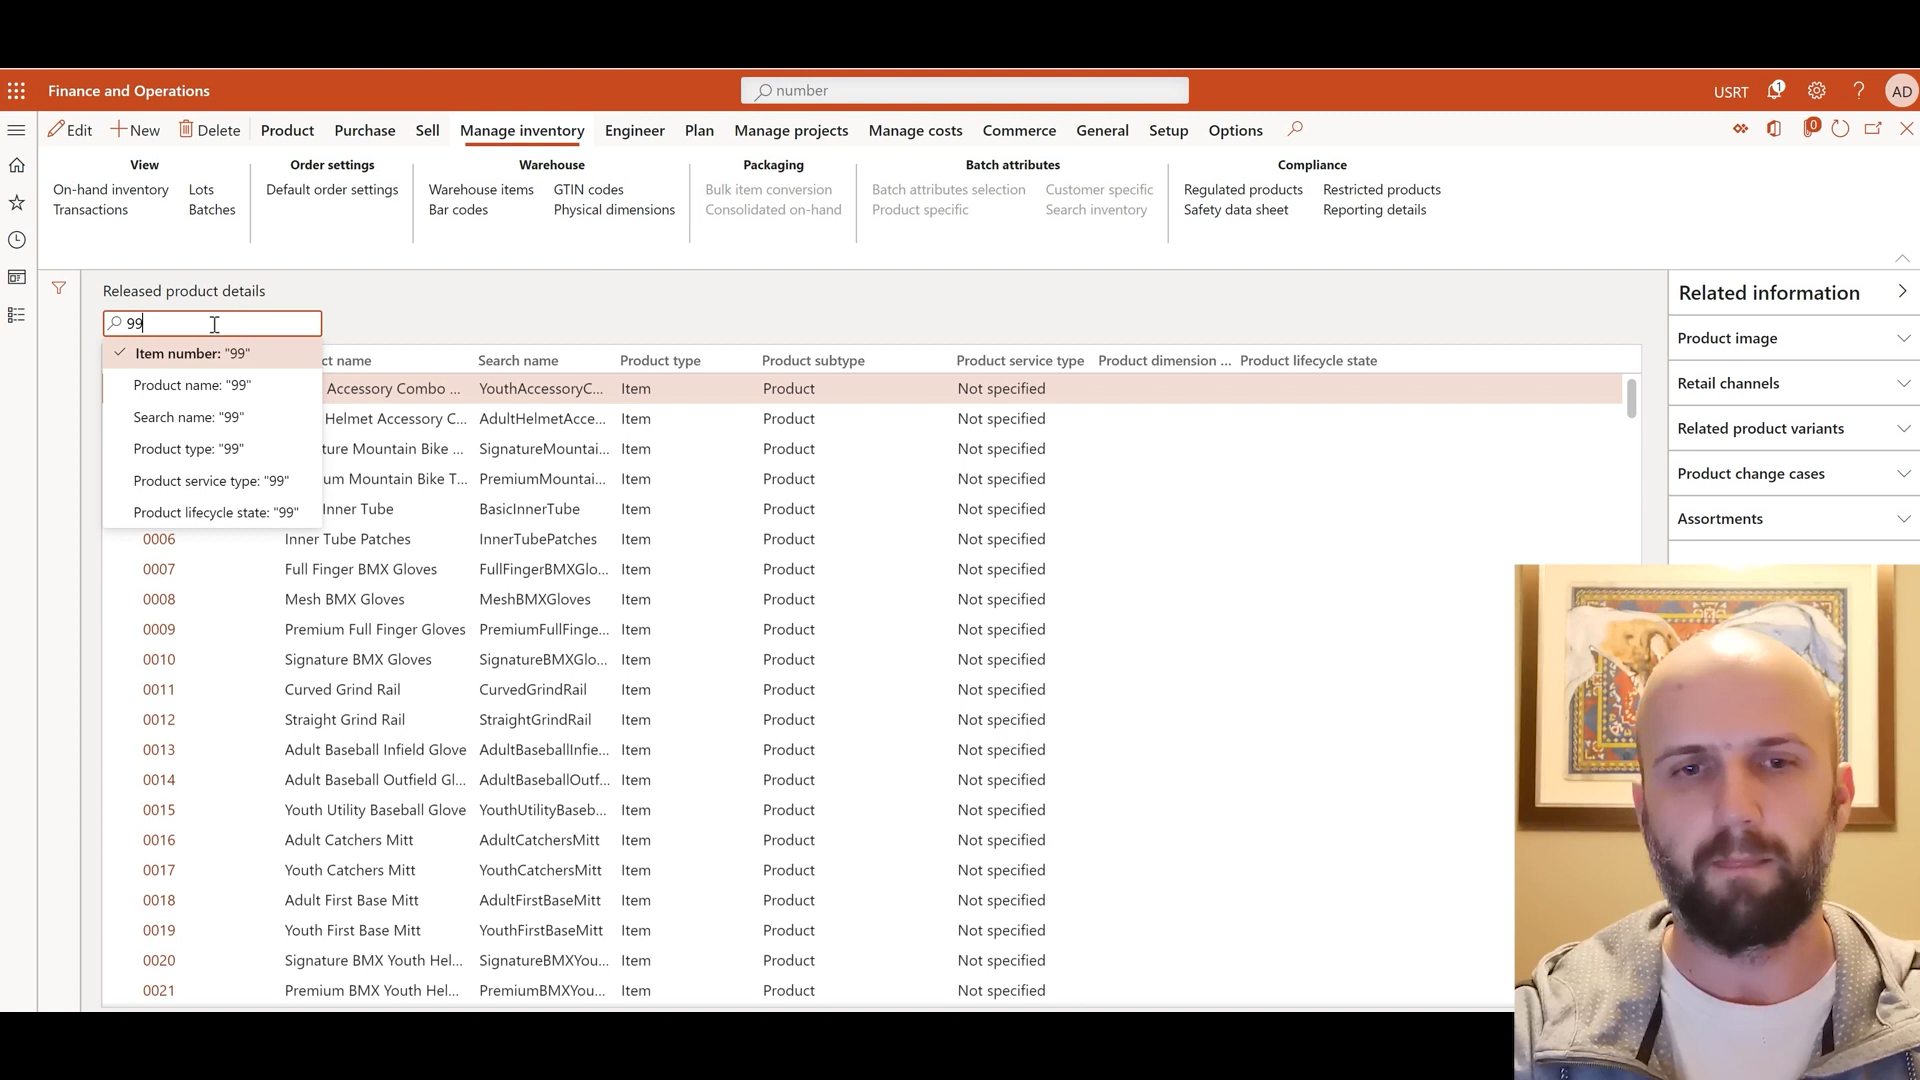 Finance and Operations
number
USRT
1
AD
Edit New Delete Product Purchase Sell Manage inventory Engineer Plan Manage projects Manage costs Commerce General Setup Options
0
View
On-hand inventory Lots
Transactions Batches
Order settings
Default order settings
Warehouse
Warehouse items GTIN codes
Bar codes Physical dimensions
Packaging
Bulk item conversion
Consolidated on-hand
Batch attributes
Batch attributes selection Customer specific
Product specific Search inventory
Compliance
Regulated products Restricted products
Safety data sheet Reporting details
Released product details
99
Item number: "99"
Product name: "99"
Search name: "99"
Product type: "99"
Product service type: "99"
Product lifecycle state: "99"
ct name Search name Product type Product subtype Product service type Product dimension ... Product lifecycle state
Accessory Combo ... YouthAccessoryC... Item Product Not specified
Helmet Accessory C... AdultHelmetAcce... Item Product Not specified
ture Mountain Bike ... SignatureMountai... Item Product Not specified
um Mountain Bike T... PremiumMountai... Item Product Not specified
Inner Tube BasicInnerTube Item Product Not specified
0006 Inner Tube Patches InnerTubePatches Item Product Not specified
0007 Full Finger BMX Gloves FullFingerBMXGlo... Item Product Not specified
0008 Mesh BMX Gloves MeshBMXGloves Item Product Not specified
0009 Premium Full Finger Gloves PremiumFullFinge... Item Product Not specified
0010 Signature BMX Gloves SignatureBMXGlo... Item Product Not specified
0011 Curved Grind Rail CurvedGrindRail Item Product Not specified
0012 Straight Grind Rail StraightGrindRail Item Product Not specified
0013 Adult Baseball Infield Glove AdultBaseballInfie... Item Product Not specified
0014 Adult Baseball Outfield Gl... AdultBaseballOutf... Item Product Not specified
0015 Youth Utility Baseball Glove YouthUtilityBaseb... Item Product Not specified
0016 Adult Catchers Mitt AdultCatchersMitt Item Product Not specified
0017 Youth Catchers Mitt YouthCatchersMitt Item Product Not specified
0018 Adult First Base Mitt AdultFirstBaseMitt Item Product Not specified
0019 Youth First Base Mitt YouthFirstBaseMitt Item Product Not specified
0020 Signature BMX Youth Hel... SignatureBMXYou... Item Product Not specified
0021 Premium BMX Youth Hel... PremiumBMXYou... Item Product Not specified
Related information
Product image
Retail channels
Related product variants
Product change cases
Assortments